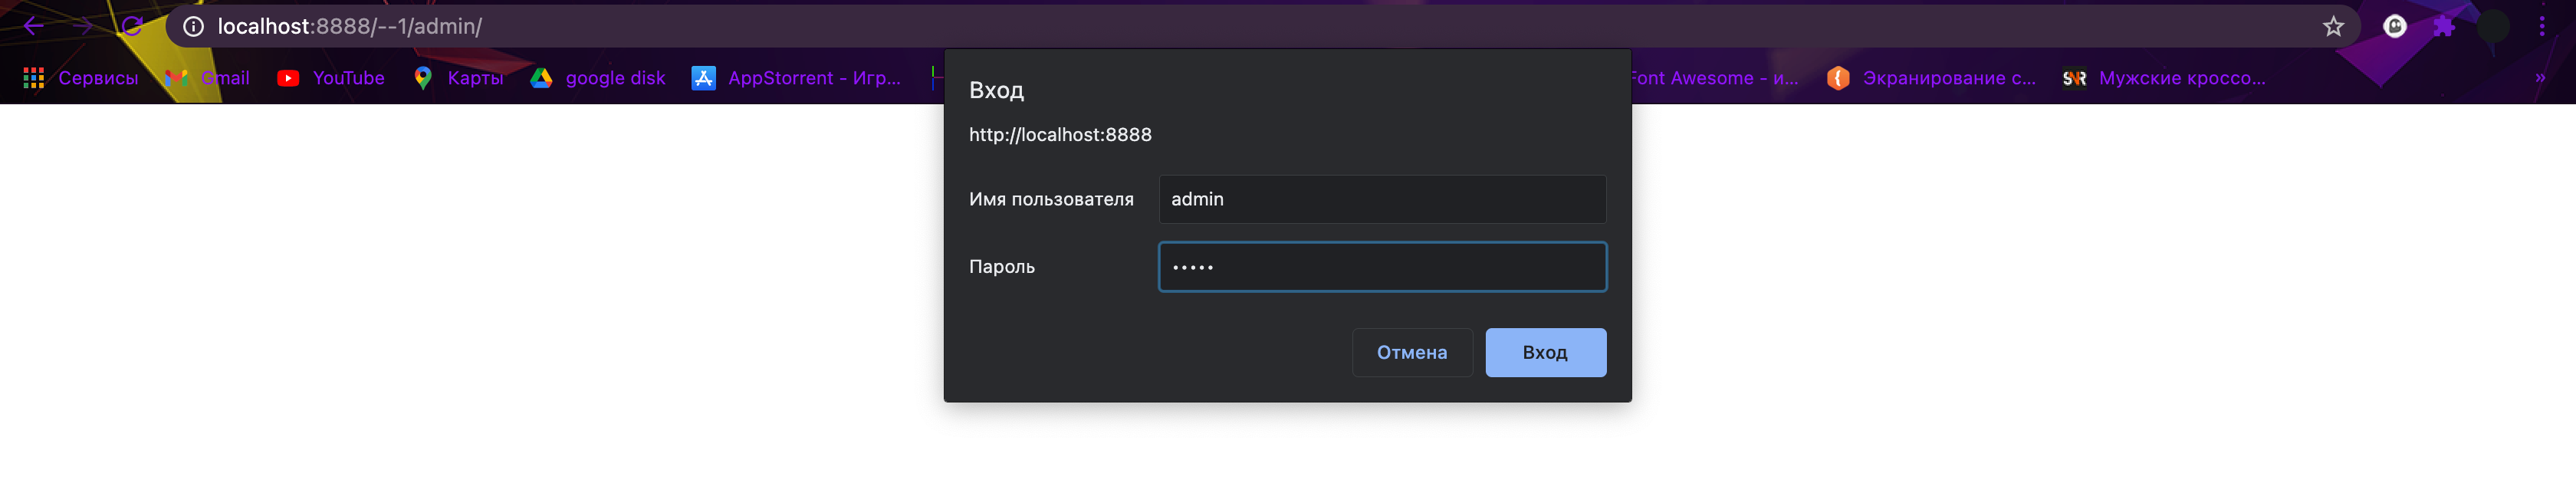 localhost:8888/--1/admin/
Сервисы Gmail YouTube Карты google disk AppStorrent - Игр... Font Awesome - и... Экранирование с... SNR Мужские кроссо... »
Вход
http://localhost:8888
Имя пользователя admin
Пароль •••••
Отмена Вход